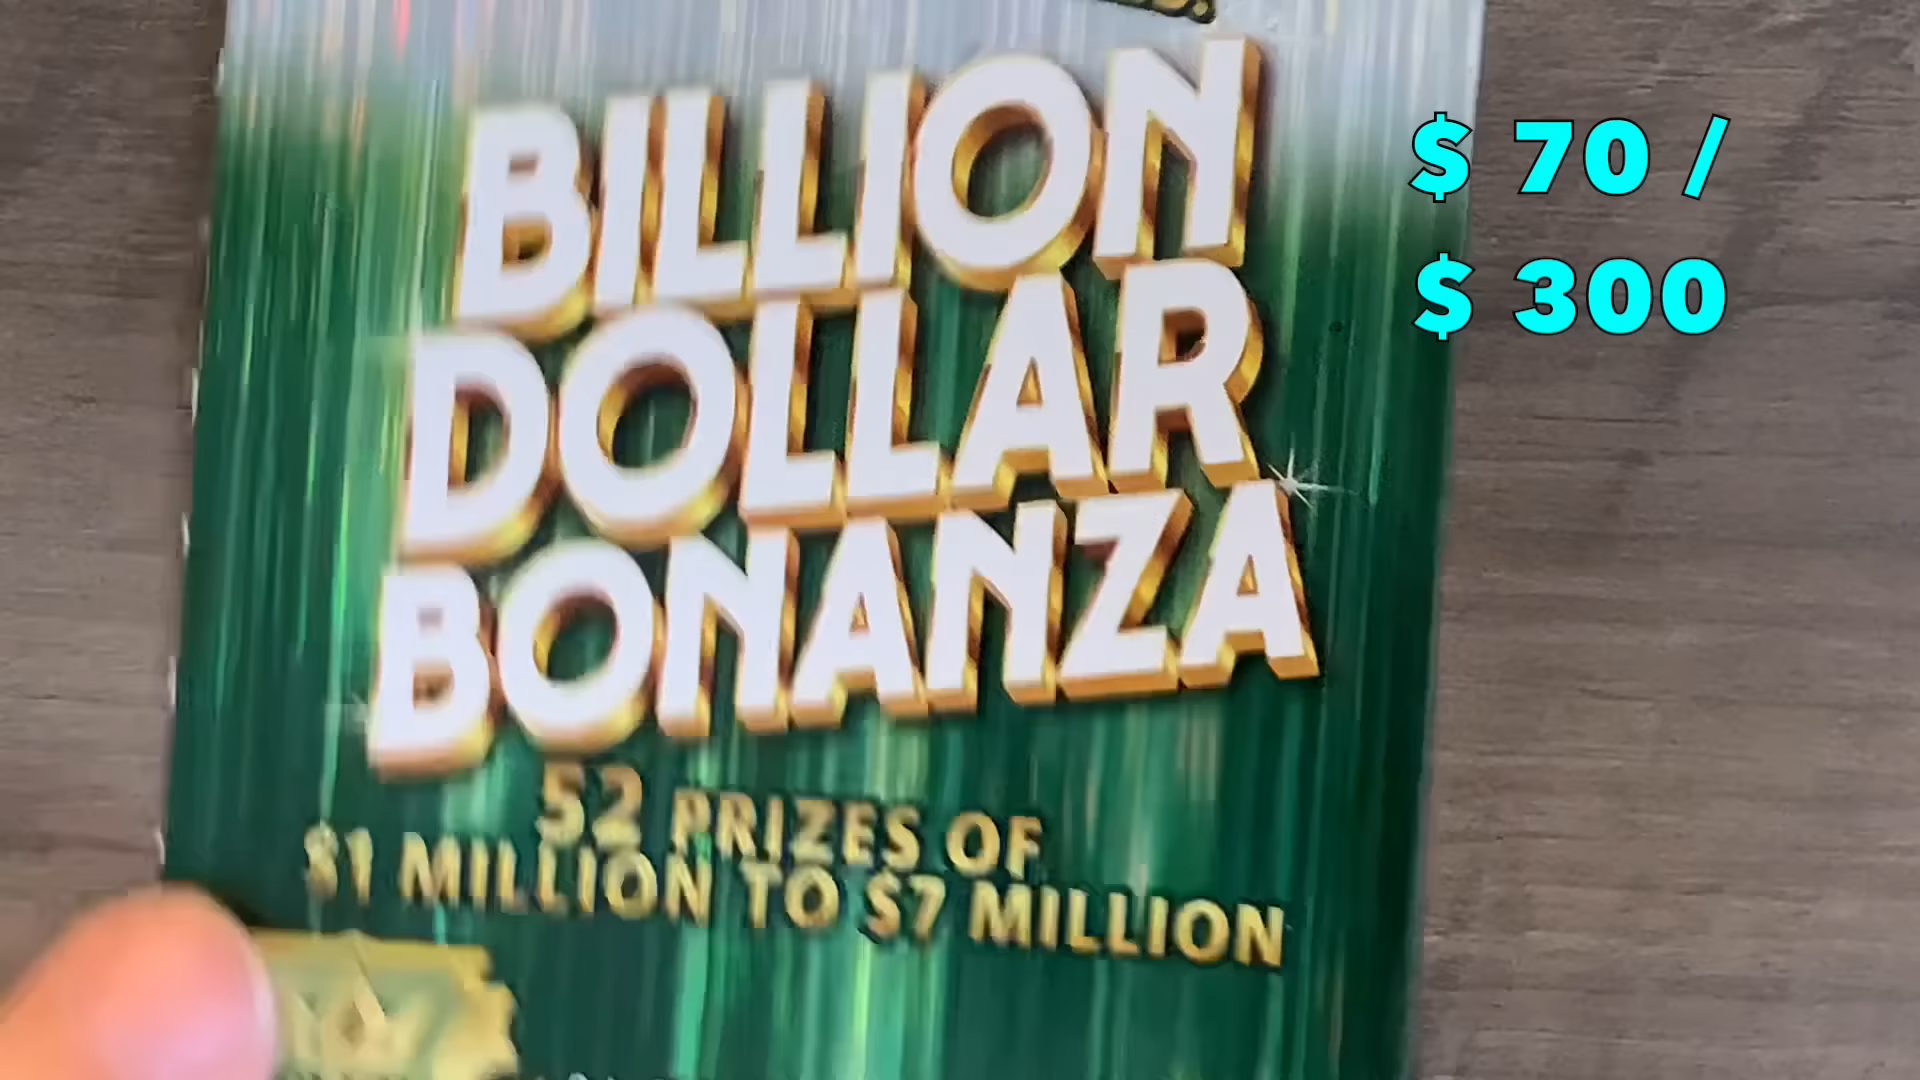 BILLION
DOLLAR
BONANZA
52 PRIZES OF
$1 MILLION TO $7 MILLION
$ 70 /
$ 300